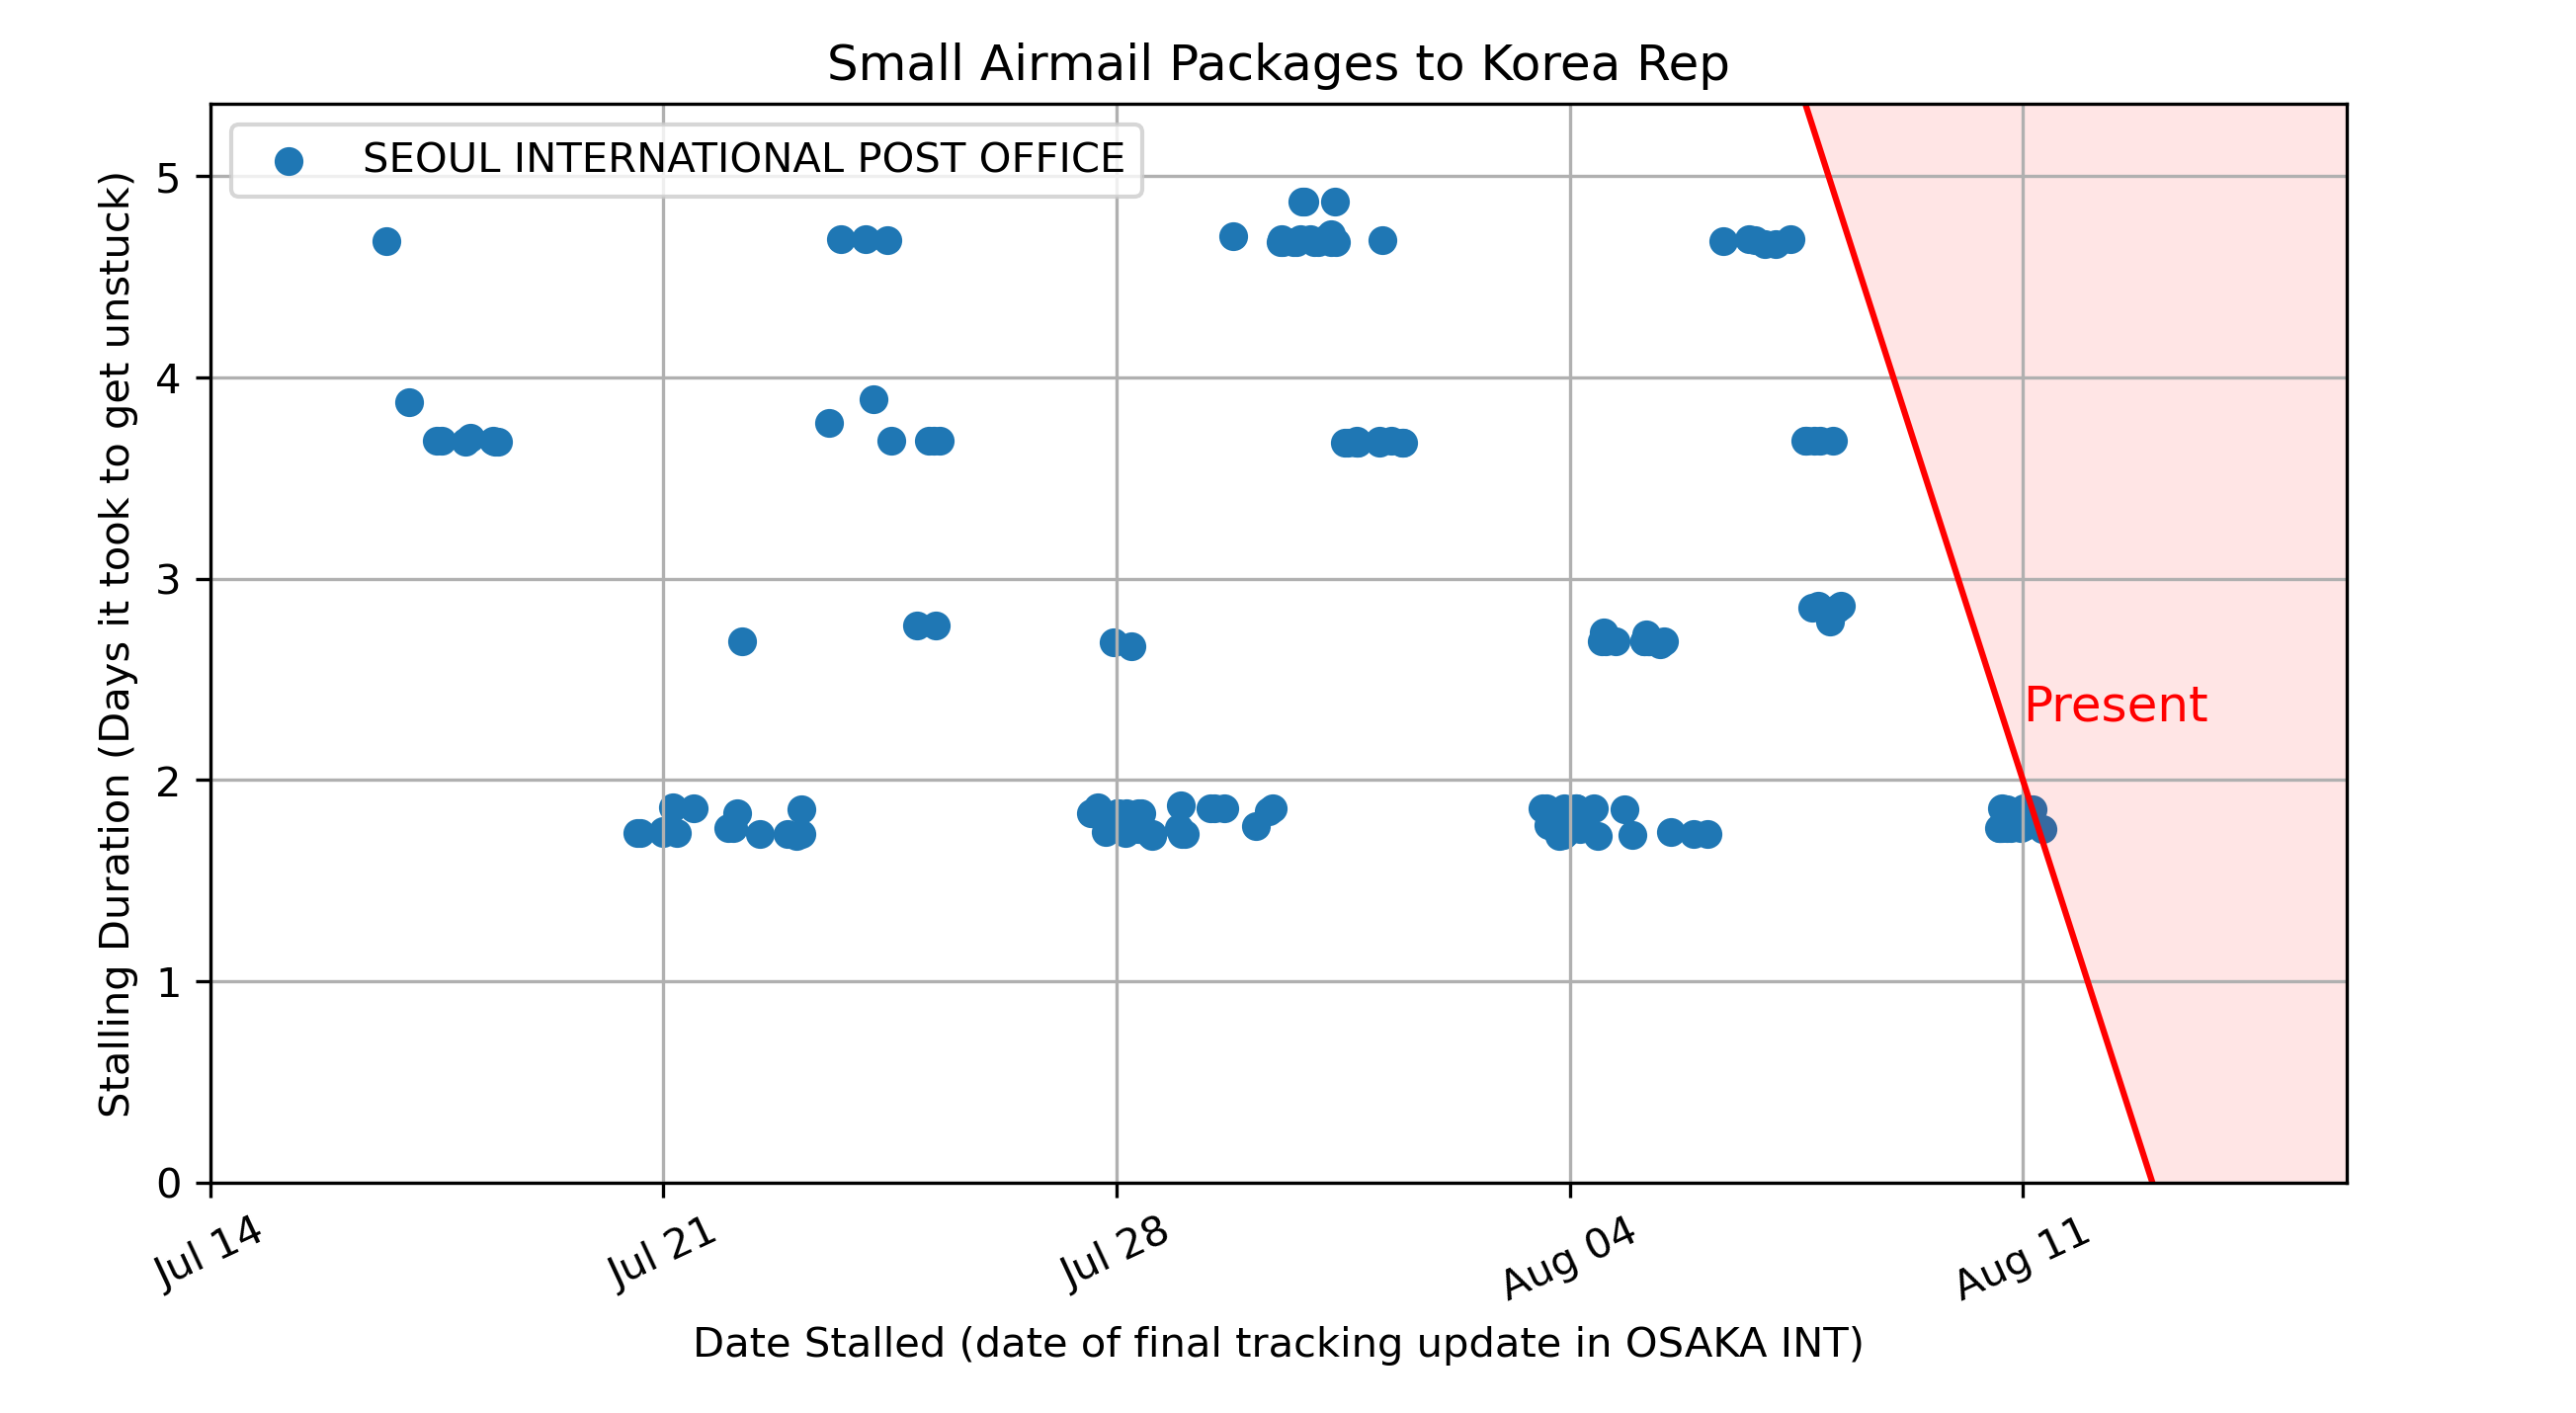 Small Airmail Packages to Korea Rep
SEOUL INTERNATIONAL POST OFFICE
Stalling Duration (Days it took to get unstuck)
5
4
3
2
1
0
Present
Jul 14
Jul 21
Jul 28
Aug 04
Aug 11
Date Stalled (date of final tracking update in OSAKA INT)